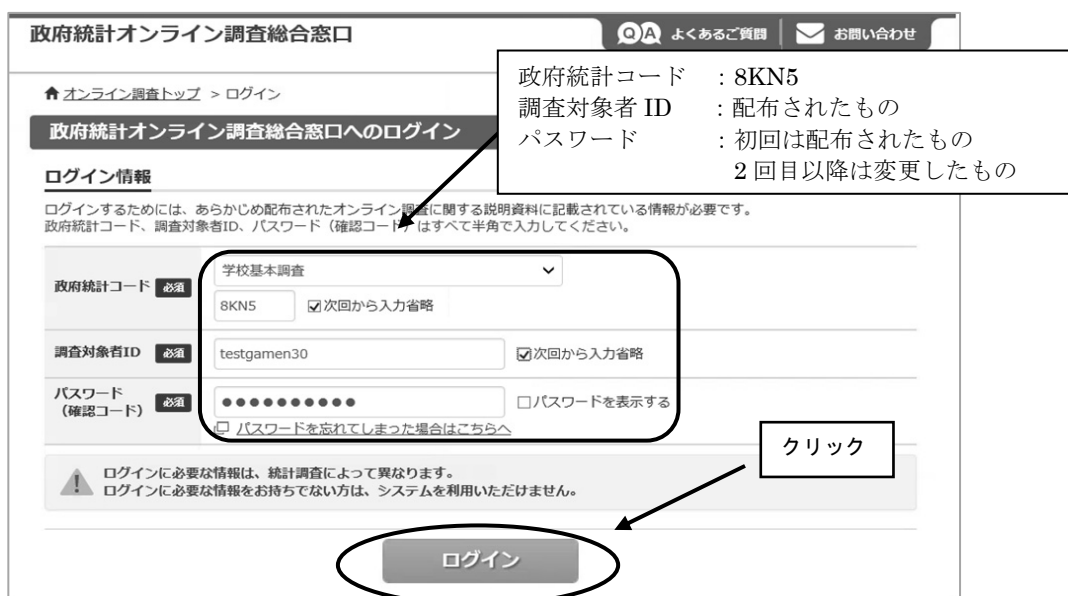 政府統計オンライン調査総合窓口
QA よくあるご質問
お問い合わせ
政府統計コード ：8KN5
調査対象者 ID ：配布されたもの
パスワード ：初回は配布されたもの
2 回目以降は変更したもの
オンライン調査トップ > ログイン
政府統計オンライン調査総合窓口へのログイン
ログイン情報
ログインするためには、あらかじめ配布されたオンライン調査に関する説明資料に記載されている情報が必要です。
政府統計コード、調査対象者ID、パスワード（確認コード）はすべて半角で入力してください。
政府統計コード 必須
学校基本調査
8KN5 次回から入力省略
調査対象者ID 必須 testgamen30 次回から入力省略
パスワード
（確認コード） 必須 ●●●●●●●●●● パスワードを表示する
パスワードを忘れてしまった場合はこちらへ
クリック
ログインに必要な情報は、統計調査によって異なります。
ログインに必要な情報をお持ちでない方は、システムを利用いただけません。
ログイン